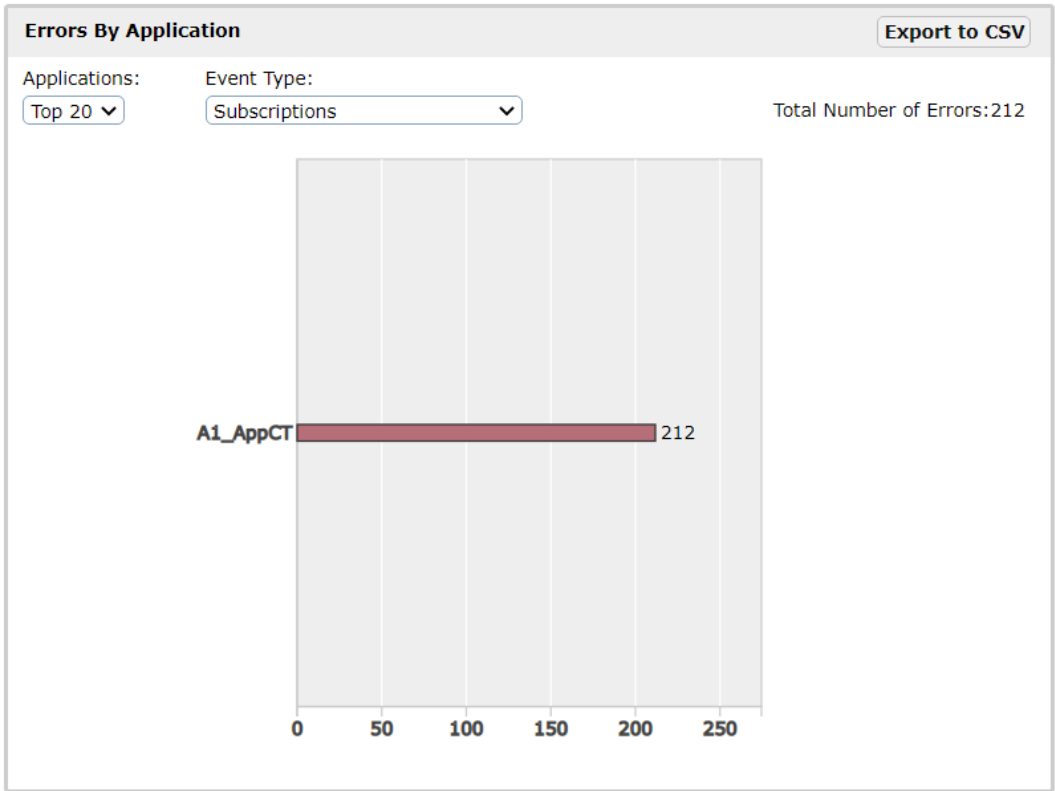 Errors By Application
Export to CSV
Applications:
Event Type:
Top 20
Subscriptions
Total Number of Errors:212
A1_AppCT
212
0 50 100 150 200 250